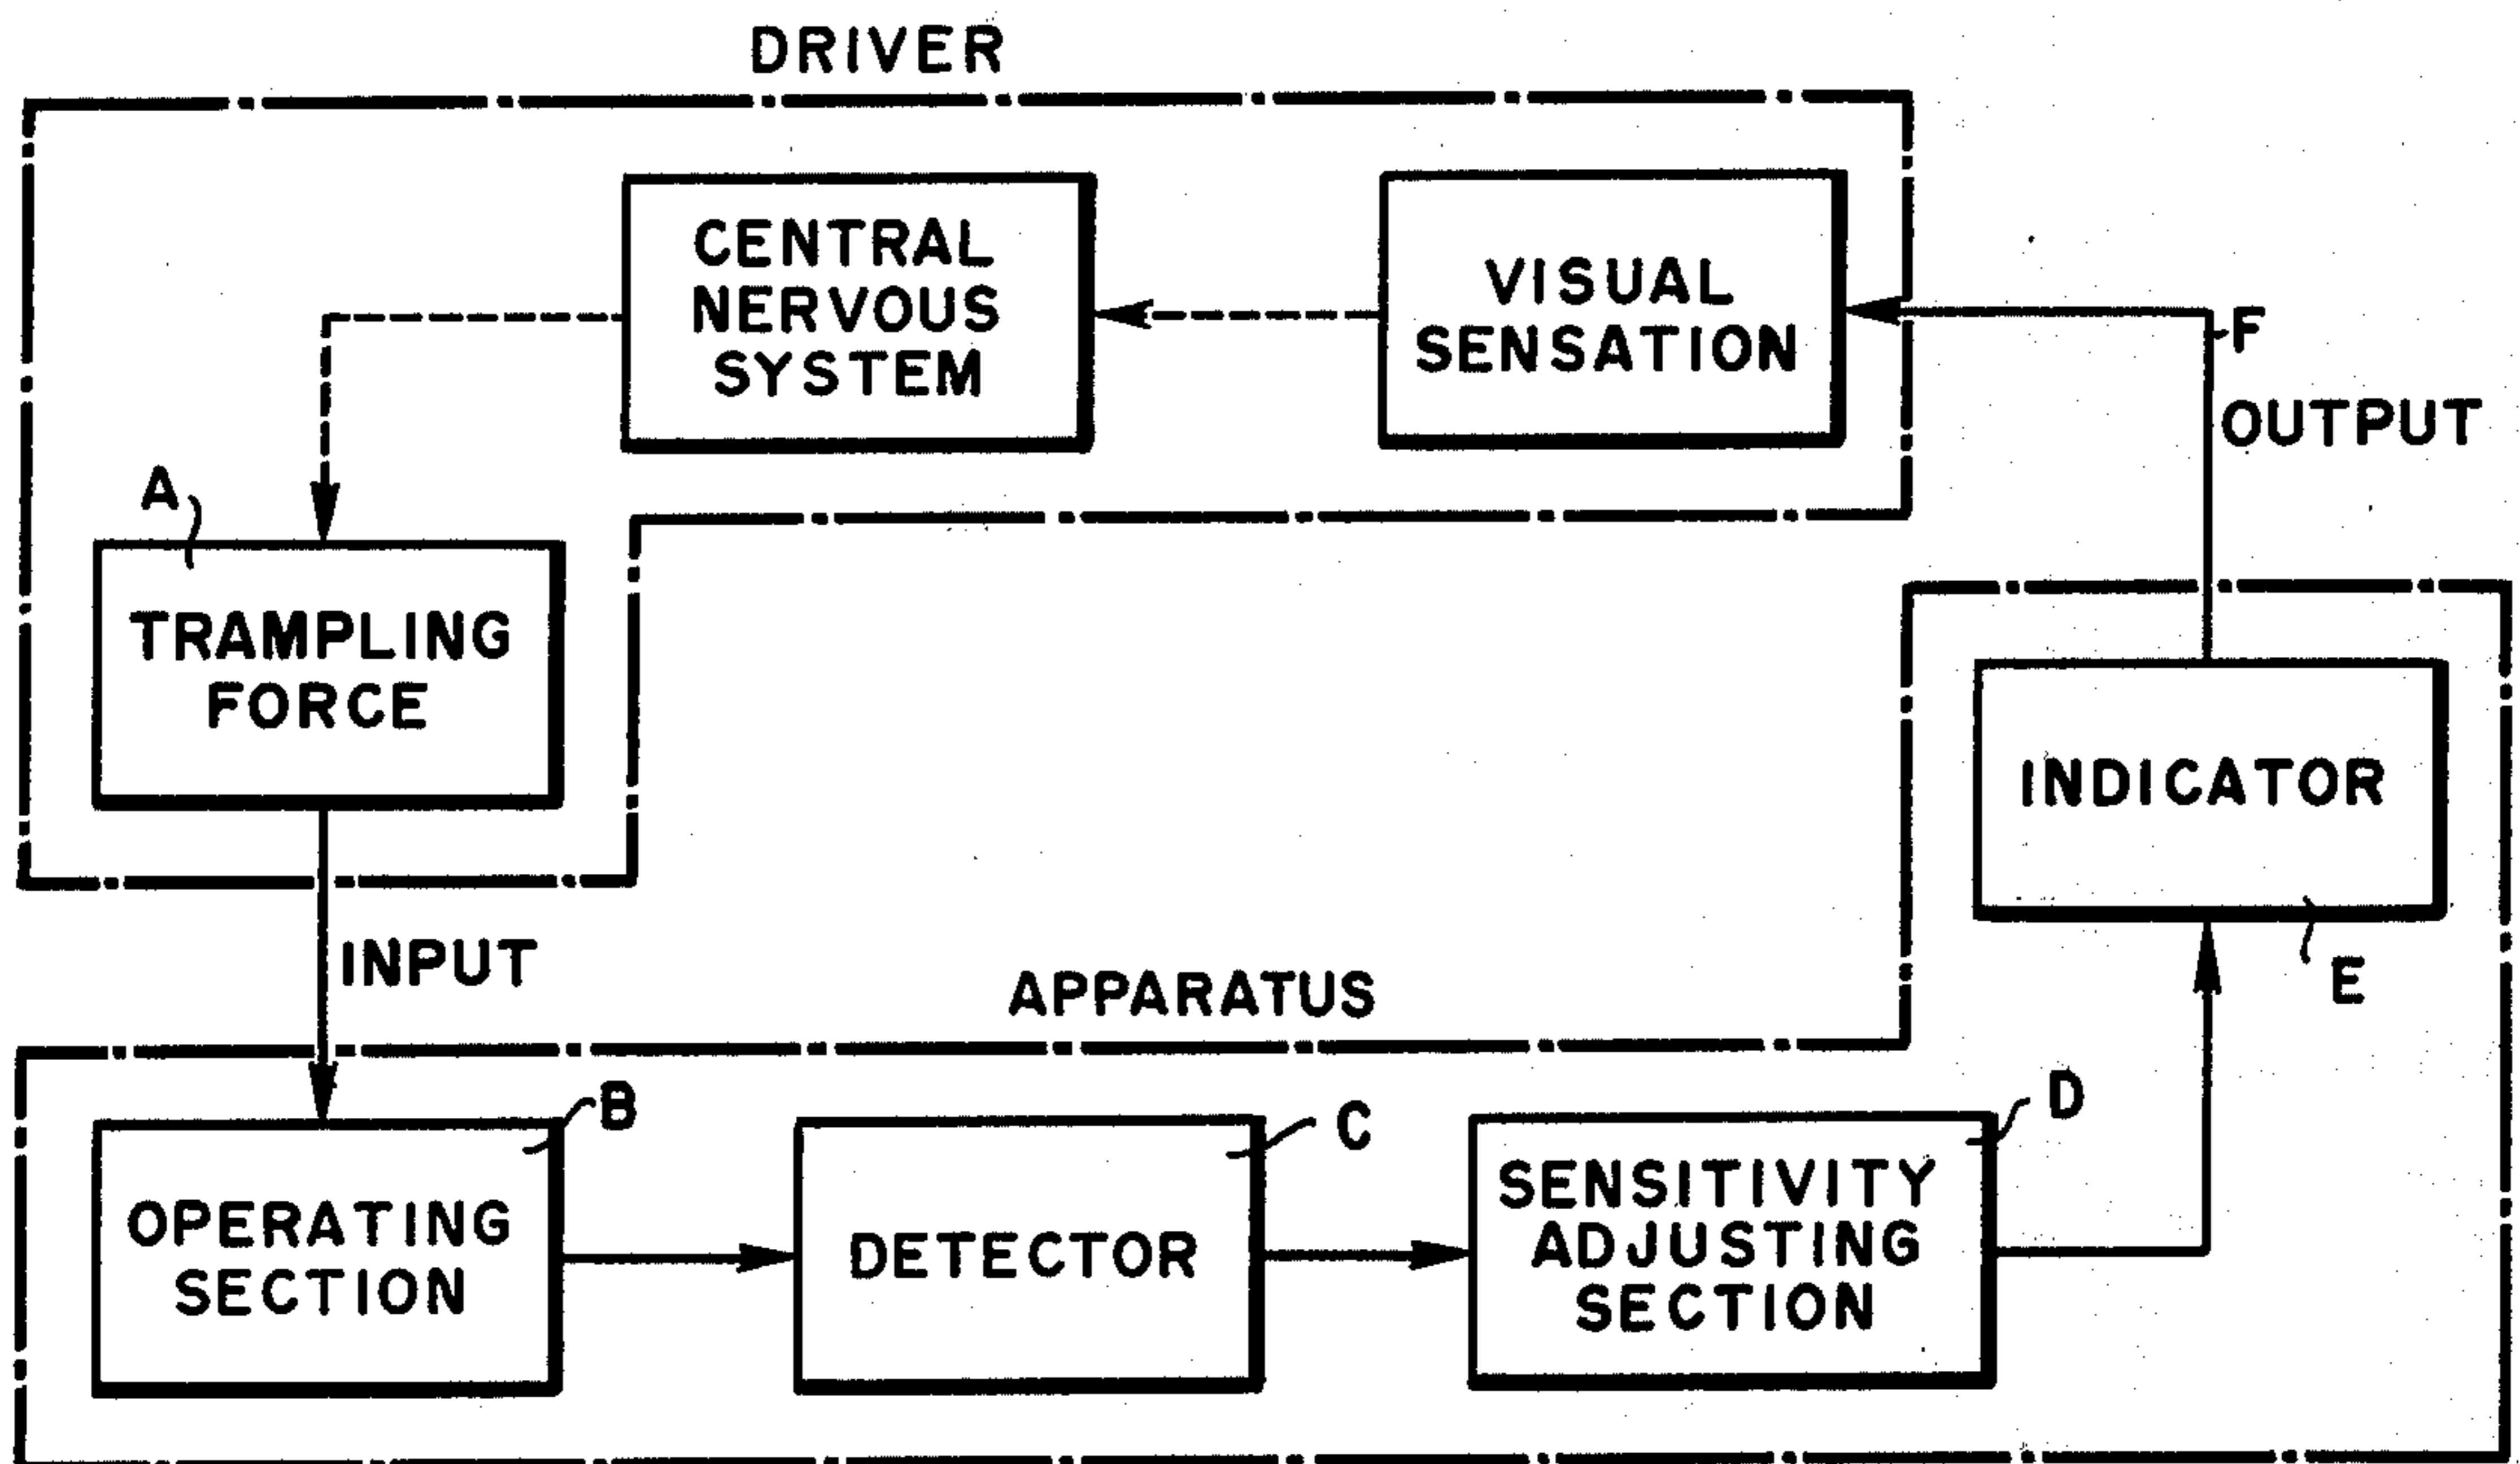 DRIVER
CENTRAL
NERVOUS
SYSTEM
VISUAL
SENSATION
F
OUTPUT
A
TRAMPLING
FORCE
INDICATOR
E
INPUT
APPARATUS
B
OPERATING
SECTION
C
DETECTOR
D
SENSITIVITY
ADJUSTING
SECTION